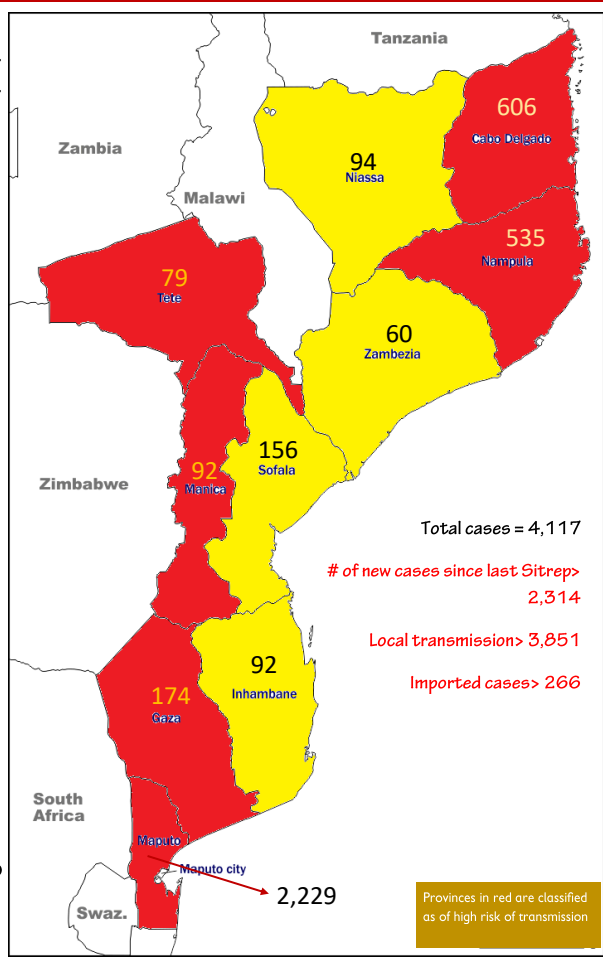 Tanzania
606
Cabo Delgado
Zambia
94
Niassa
Malawi
535
Nampula
79
Tete
60
Zambezia
156
Sofala
92
Manica
Zimbabwe
Total cases = 4,117
# of new cases since last Sitrep>
2,314
Local transmission> 3,851
Imported cases> 266
92
Inhambane
174
Gaza
South
Africa
Maputo
Maputo city
2,229
Swaz.
Provinces in red are classified
as of high risk of transmission